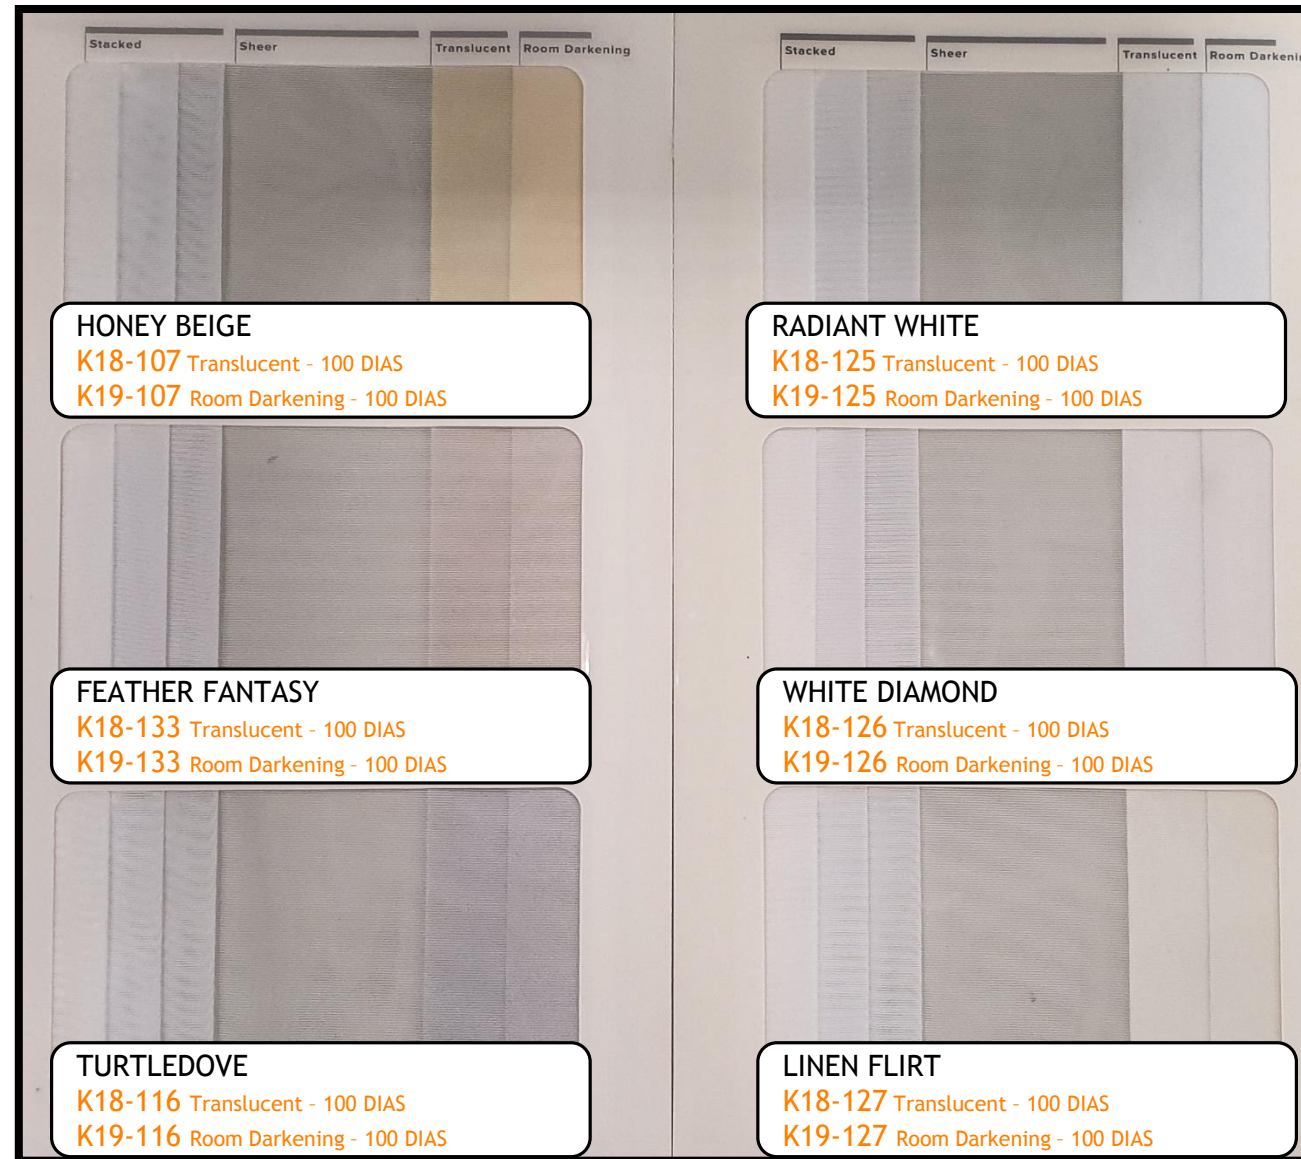 Stacked Sheer Translucent Room Darkening
HONEY BEIGE
K18-107 Translucent – 100 DIAS
K19-107 Room Darkening – 100 DIAS
FEATHER FANTASY
K18-133 Translucent – 100 DIAS
K19-133 Room Darkening – 100 DIAS
TURTLEDOVE
K18-116 Translucent – 100 DIAS
K19-116 Room Darkening – 100 DIAS
Stacked Sheer Translucent Room Darkenin
RADIANT WHITE
K18-125 Translucent – 100 DIAS
K19-125 Room Darkening – 100 DIAS
WHITE DIAMOND
K18-126 Translucent – 100 DIAS
K19-126 Room Darkening – 100 DIAS
LINEN FLIRT
K18-127 Translucent – 100 DIAS
K19-127 Room Darkening – 100 DIAS